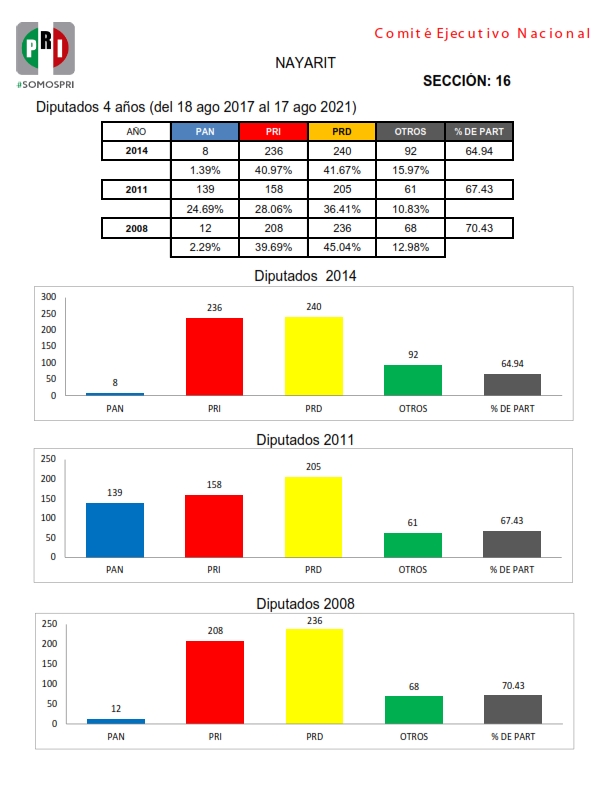 Comité Ejecutivo Nacional
PRI
#SOMOSPRI
NAYARIT
SECCIÓN: 16
Diputados 4 años (del 18 ago 2017 al 17 ago 2021)
AÑO PAN PRI PRD OTROS % DE PART
2014 8 236 240 92 64.94
1.39% 40.97% 41.67% 15.97%
2011 139 158 205 61 67.43
24.69% 28.06% 36.41% 10.83%
2008 12 208 236 68 70.43
2.29% 39.69% 45.04% 12.98%
Diputados 2014
300
250
200
150
100
50
0
8 236 240 92 64.94
PAN PRI PRD OTROS % DE PART
Diputados 2011
250
200
150
100
50
0
139 158 205 61 67.43
PAN PRI PRD OTROS % DE PART
Diputados 2008
250
200
150
100
50
0
12 208 236 68 70.43
PAN PRI PRD OTROS % DE PART